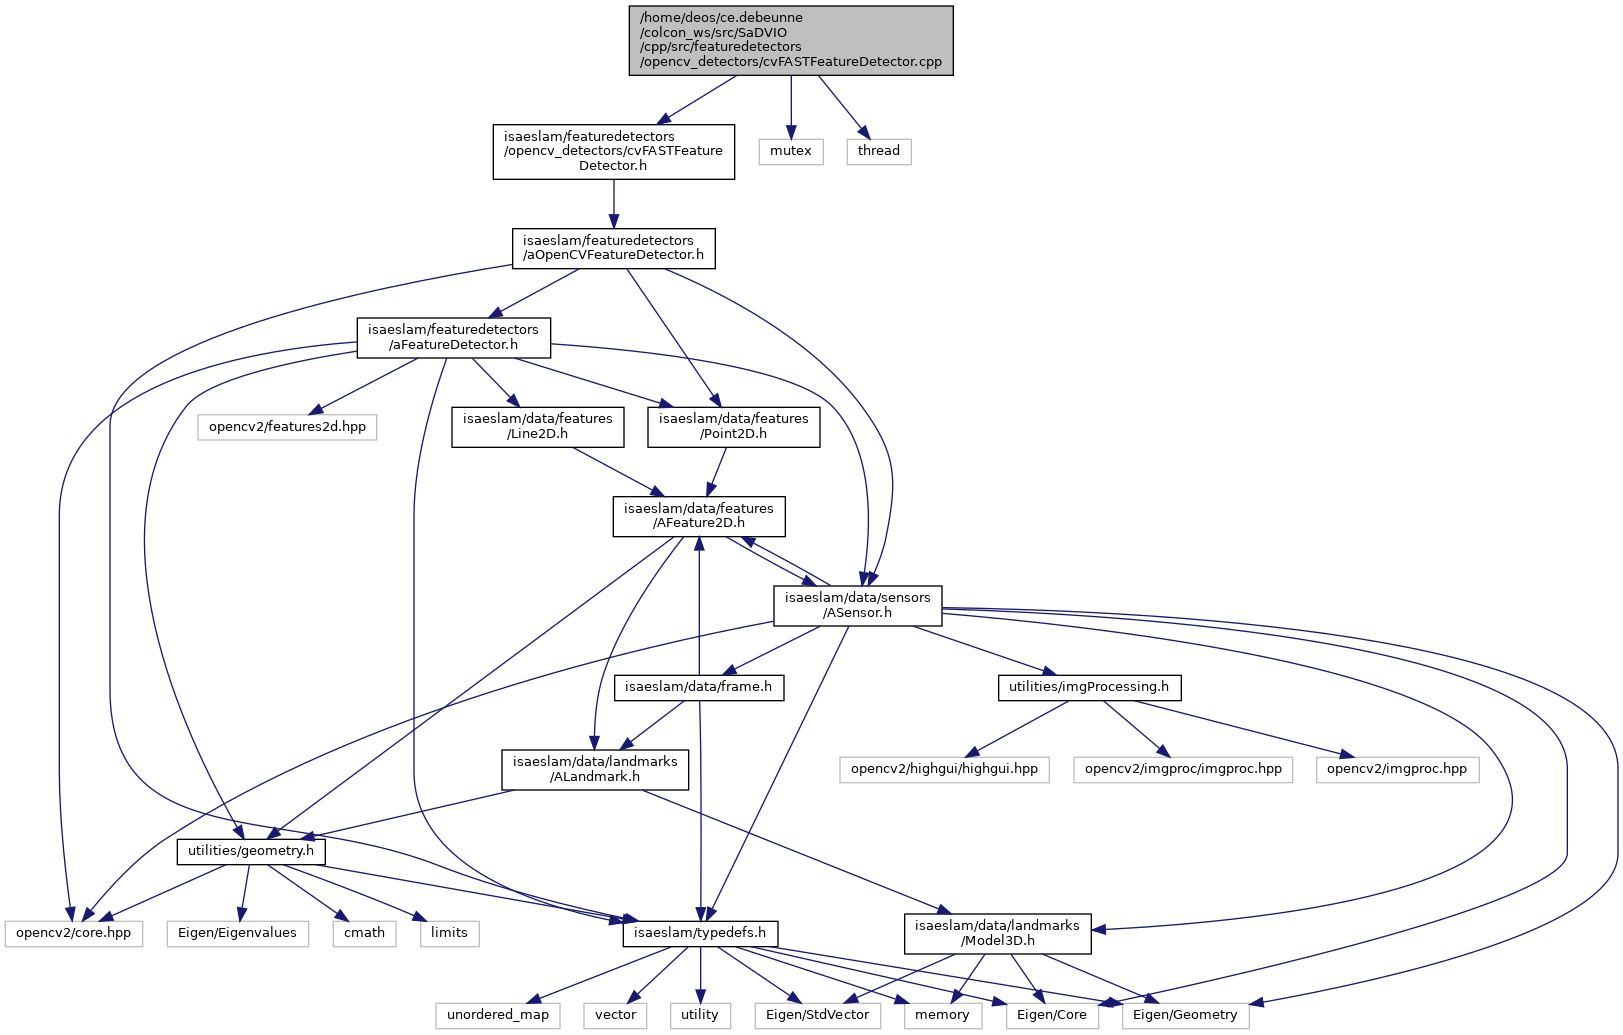 /home/deos/ce.debeunne
/colcon_ws/src/SaDVIO
/cpp/src/featuredetectors
/opencv_detectors/cvFASTFeatureDetector.cpp
isaeslam/featuredetectors
/opencv_detectors/cvFASTFeature
Detector.h
mutex
thread
isaeslam/featuredetectors
/aOpenCVFeatureDetector.h
isaeslam/featuredetectors
/aFeatureDetector.h
opencv2/features2d.hpp
isaeslam/data/features
/Line2D.h
isaeslam/data/features
/Point2D.h
isaeslam/data/features
/AFeature2D.h
isaeslam/data/sensors
/ASensor.h
isaeslam/data/frame.h
utilities/imgProcessing.h
isaeslam/data/landmarks
/ALandmark.h
opencv2/highgui/highgui.hpp
opencv2/imgproc/imgproc.hpp
opencv2/imgproc.hpp
utilities/geometry.h
opencv2/core.hpp
Eigen/Eigenvalues
cmath
limits
isaeslam/typedefs.h
isaeslam/data/landmarks
/Model3D.h
unordered_map
vector
utility
Eigen/StdVector
memory
Eigen/Core
Eigen/Geometry